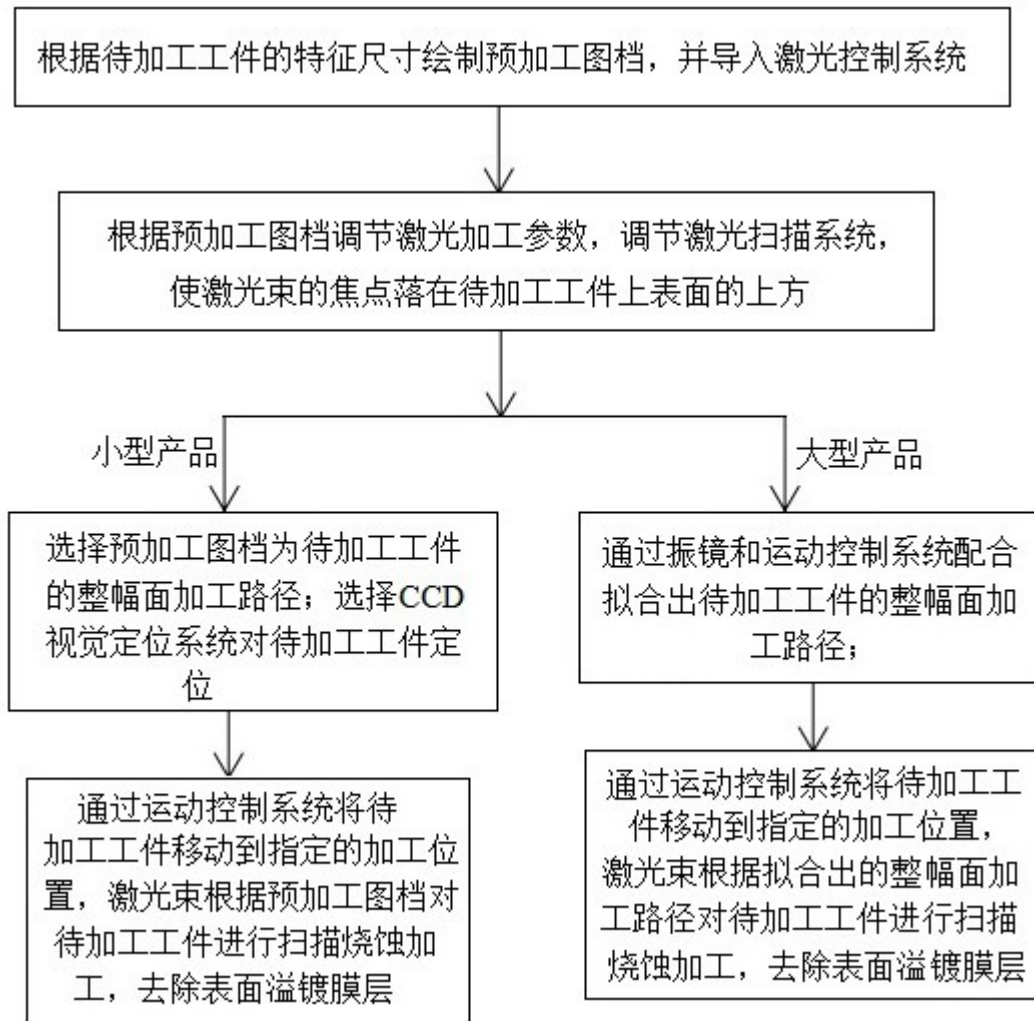 根据待加工工件的特征尺寸绘制预加工图档，并导入激光控制系统
根据预加工图档调节激光加工参数，调节激光扫描系统，
使激光束的焦点落在待加工工件上表面的上方
小型产品
大型产品
选择预加工图档为待加工工件
的整幅面加工路径；选择CCD
视觉定位系统对待加工工件定
位
通过振镜和运动控制系统配合
拟合出待加工工件的整幅面加
工路径；
通过运动控制系统将待
加工工件移动到指定的加工位
置，激光束根据预加工图档对
待加工工件进行扫描烧蚀加
工，去除表面溢镀膜层
通过运动控制系统将待加工工
件移动到指定的加工位置，
激光束根据拟合出的整幅面加
工路径对待加工工件进行扫描
烧蚀加工，去除表面溢镀膜层